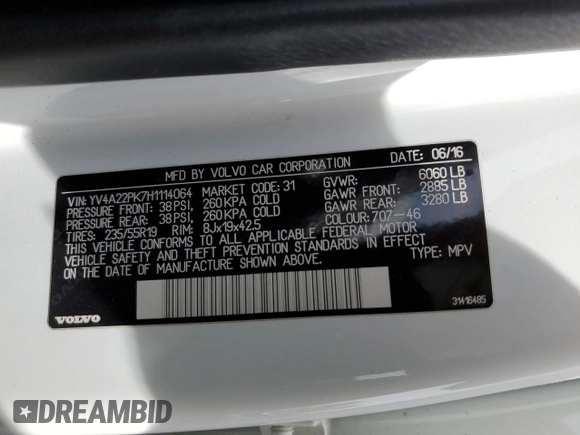 MFD BY VOLVO CAR CORPORATION DATE: 06/16
VIN: YV4A22PK7H1114064 MARKET CODE: 31 GVWR: 6060 LB
PRESSURE FRONT: 38 PSI, 260 KPA COLD GAWR FRONT: 2885 LB
PRESSURE REAR: 38 PSI, 260 KPA COLD GAWR REAR: 3280 LB
TIRES: 235/55R19 RIM: 8Jx19x42.5 COLOUR: 707-46
VEHICLE CONFORMS TO ALL APPLICABLE FEDERAL MOTOR
VEHICLE SAFETY AND THEFT PREVENTION STANDARDS IN EFFECT
ON DATE OF MANUFACTURE SHOWN ABOVE. TYPE: MPV
31416485
VOLVO
DREAMBID